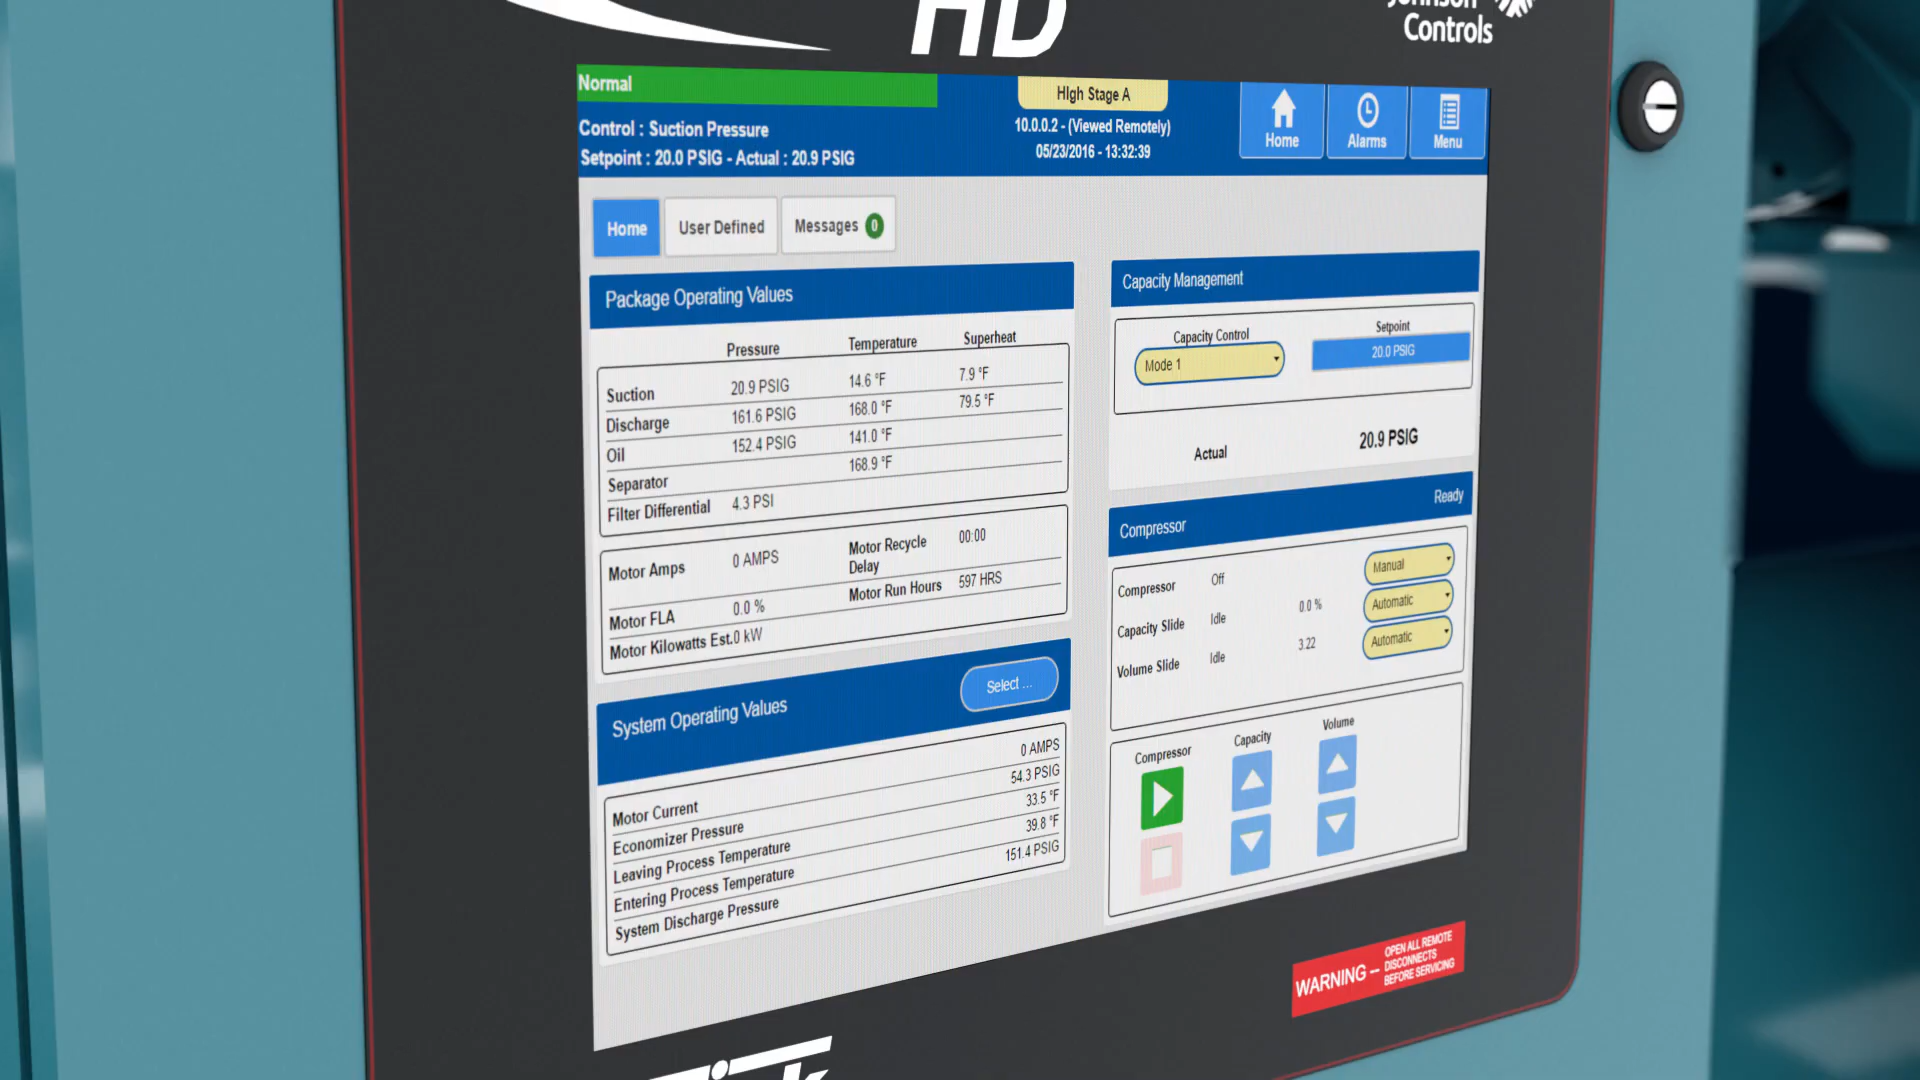 HD
Johnson
Controls
Normal
Control : Suction Pressure
Setpoint : 20.0 PSIG - Actual : 20.9 PSIG
HIgh Stage A
10.0.0.2 - (Viewed Remotely)
05/23/2016 - 13:32:39
Home
Alarms
Menu
Home
User Defined
Messages 0
Package Operating Values
Pressure Temperature Superheat
Suction 20.9 PSIG 14.6 °F 7.9 °F
Discharge 161.6 PSIG 168.0 °F 79.5 °F
Oil 152.4 PSIG 141.0 °F
Separator 168.9 °F
Filter Differential 4.3 PSI
Motor Amps 0 AMPS Motor Recycle 00:00
Delay
Motor FLA 0.0 % Motor Run Hours 597 HRS
Motor Kilowatts Est. 0 kW
System Operating Values Select ...
Motor Current 0 AMPS
Economizer Pressure 54.3 PSIG
Leaving Process Temperature 33.5 °F
Entering Process Temperature 39.8 °F
System Discharge Pressure 151.4 PSIG
Capacity Management
Capacity Control Setpoint
Mode 1 20.0 PSIG
Actual 20.9 PSIG
Compressor Ready
Compressor Off Manual
Capacity Slide Idle 0.0 % Automatic
Volume Slide Idle 3.22 Automatic
Compressor Capacity Volume
WARNING --
OPEN ALL REMOTE
DISCONNECTS
BEFORE SERVICING